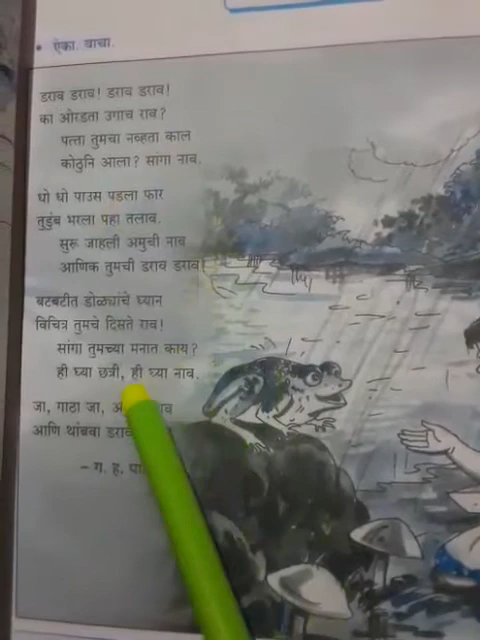 • ऐका. वाचा.
डराव डराव! डराव डराव!
का ओरडता उगाच राव?
पत्ता तुमचा नव्हता काल
कोठुनि आला? सांगा नाव.
धो धो पाउस पडला फार
तुडुंब भरला पहा तलाव.
सुरू जाहली अमुची नाव
आणिक तुमची डराव डराव!
बटबटीत डोळ्यांचे ध्यान
विचित्र तुमचे दिसते राव!
सांगा तुमच्या मनात काय?
ही घ्या छत्री, ही घ्या नाव.
जा, गाठा जा,
आणि थांबवा
– ग. ह.